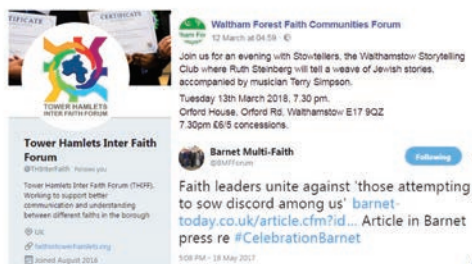 CERTIFICATE
CERTIFICATE
TOWER HAMLETS
INTER FAITH FORUM
Tower Hamlets Inter Faith
Forum
@THInterFaith Follows you
Tower Hamlets Inter Faith Forum (THIFF).
Working to support better
communication and understanding
between different faiths in the borough
UK
faithintowerhamlets.org
Joined August 2016
Waltham Forest Faith Communities Forum
12 March at 04:59
Join us for an evening with Stowtellers, the Walthamstow Storytelling
Club where Ruth Steinberg will tell a weave of Jewish stories,
accompanied by musician Terry Simpson.
Tuesday 13th March 2018, 7.30 pm.
Orford House, Orford Rd, Walthamstow E17 9QZ
7.30pm £6/5 concessions.
Barnet Multi-Faith
@BMFForum
Following
Faith leaders unite against 'those attempting
to sow discord among us' barnet-
today.co.uk/article.cfm?id... Article in Barnet
press re #CelebrationBarnet
5:08 PM - 18 May 2017